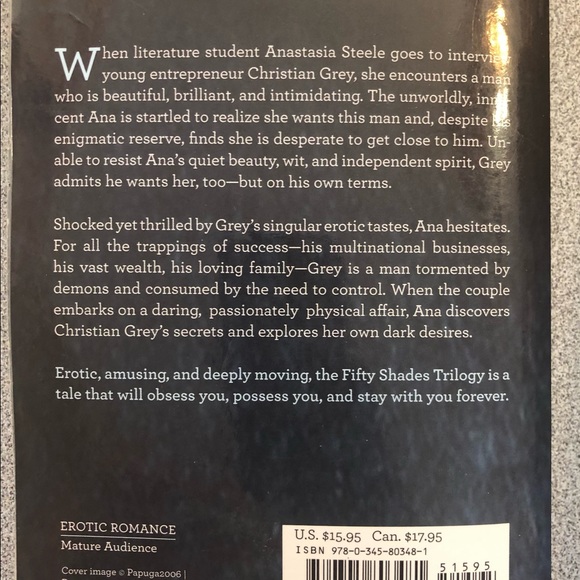 When literature student Anastasia Steele goes to interview
young entrepreneur Christian Grey, she encounters a man
who is beautiful, brilliant, and intimidating. The unworldly, inno-
cent Ana is startled to realize she wants this man and, despite his
enigmatic reserve, finds she is desperate to get close to him. Un-
able to resist Ana's quiet beauty, wit, and independent spirit, Grey
admits he wants her, too—but on his own terms.
Shocked yet thrilled by Grey's singular erotic tastes, Ana hesitates.
For all the trappings of success—his multinational businesses,
his vast wealth, his loving family—Grey is a man tormented by
demons and consumed by the need to control. When the couple
embarks on a daring, passionately physical affair, Ana discovers
Christian Grey's secrets and explores her own dark desires.
Erotic, amusing, and deeply moving, the Fifty Shades Trilogy is a
tale that will obsess you, possess you, and stay with you forever.
EROTIC ROMANCE
Mature Audience
Cover image © Papuga2006 |
U.S. $15.95 Can. $17.95
ISBN 978-0-345-80348-1
51595